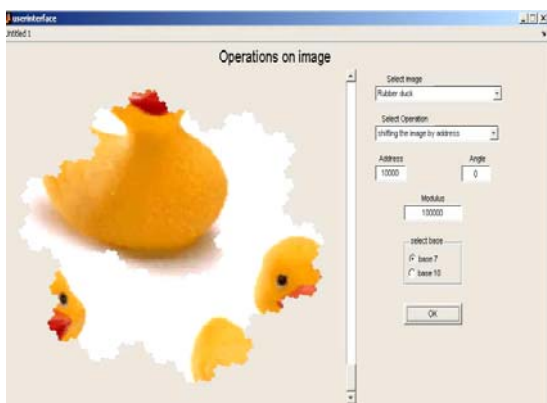 userinterface
Untitled 1
Operations on image
Select image
Rubber duck
Select Operation
shifting the image by address
Address
Angle
10000
0
Modulus
100000
select base
base 7
base 10
OK